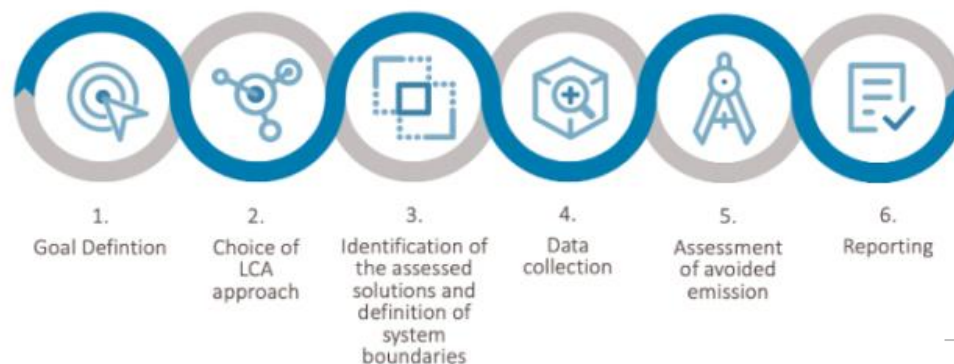 1.
Goal Defintion
2.
Choice of
LCA
approach
3.
Identification of
the assessed
solutions and
definition of
system
boundaries
4.
Data
collection
5.
Assessment
of avoided
emission
6.
Reporting